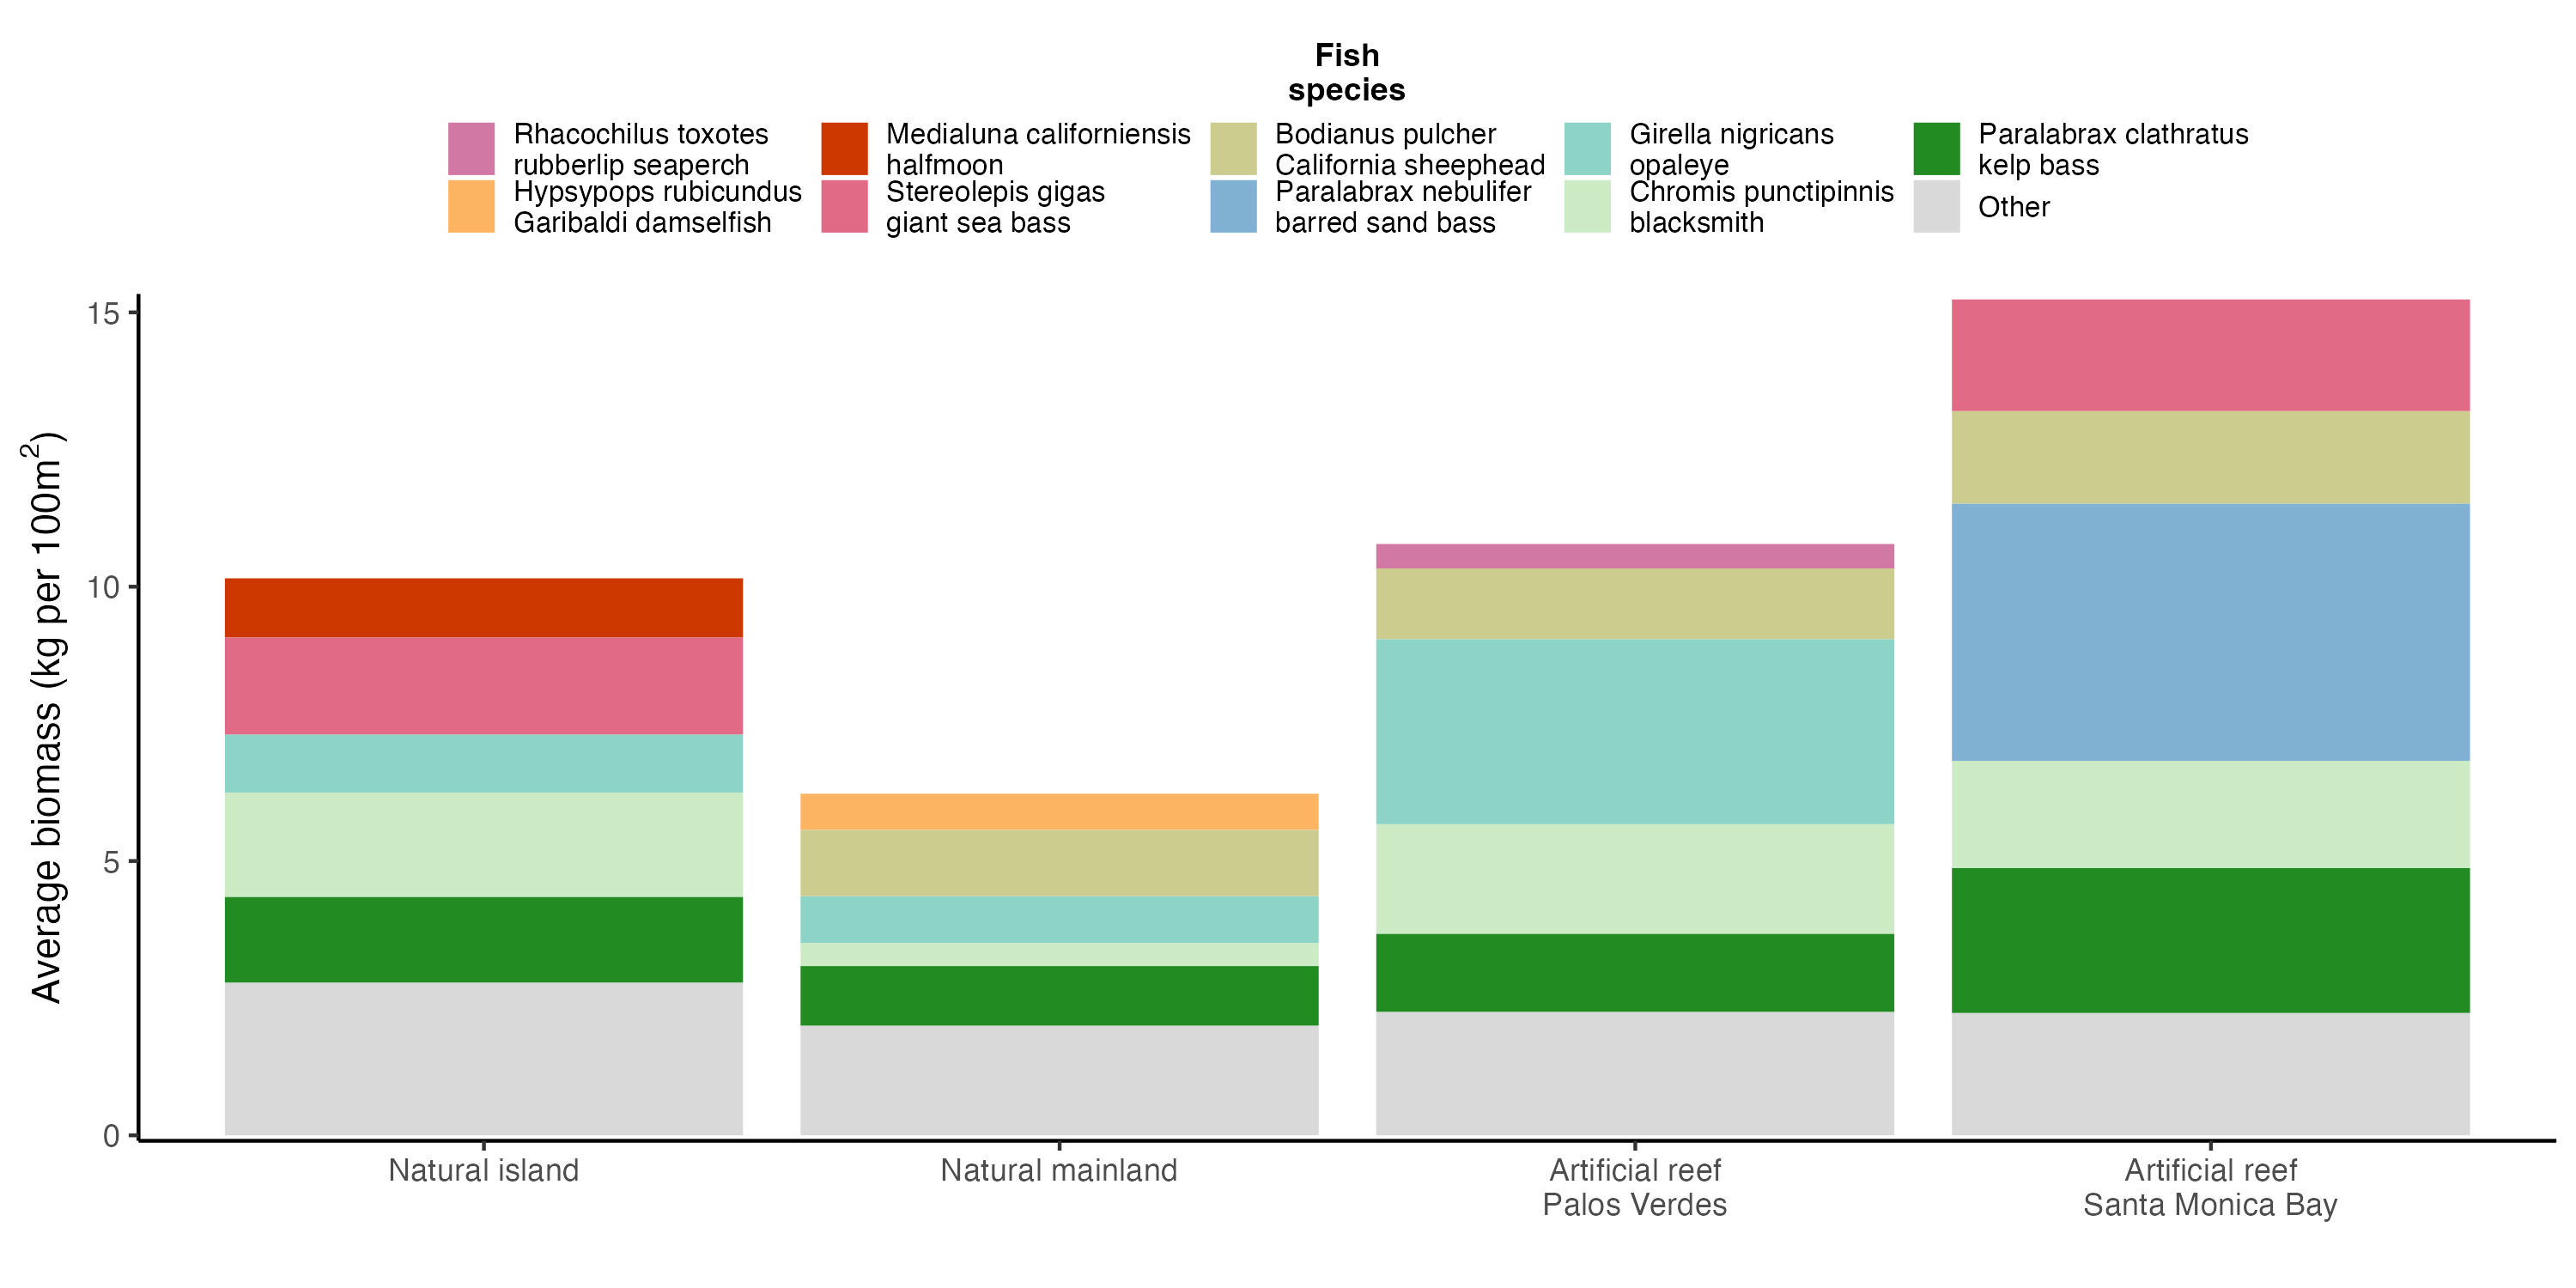 Fish
species
Rhacochilus toxotes
rubberlip seaperch
Hypsypops rubicundus
Garibaldi damselfish
Medialuna californiensis
halfmoon
Stereolepis gigas
giant sea bass
Bodianus pulcher
California sheephead
Paralabrax nebulifer
barred sand bass
Girella nigricans
opaleye
Chromis punctipinnis
blacksmith
Paralabrax clathratus
kelp bass
Other
Average biomass (kg per 100m²)
15
10
5
0
Natural island
Natural mainland
Artificial reef
Palos Verdes
Artificial reef
Santa Monica Bay